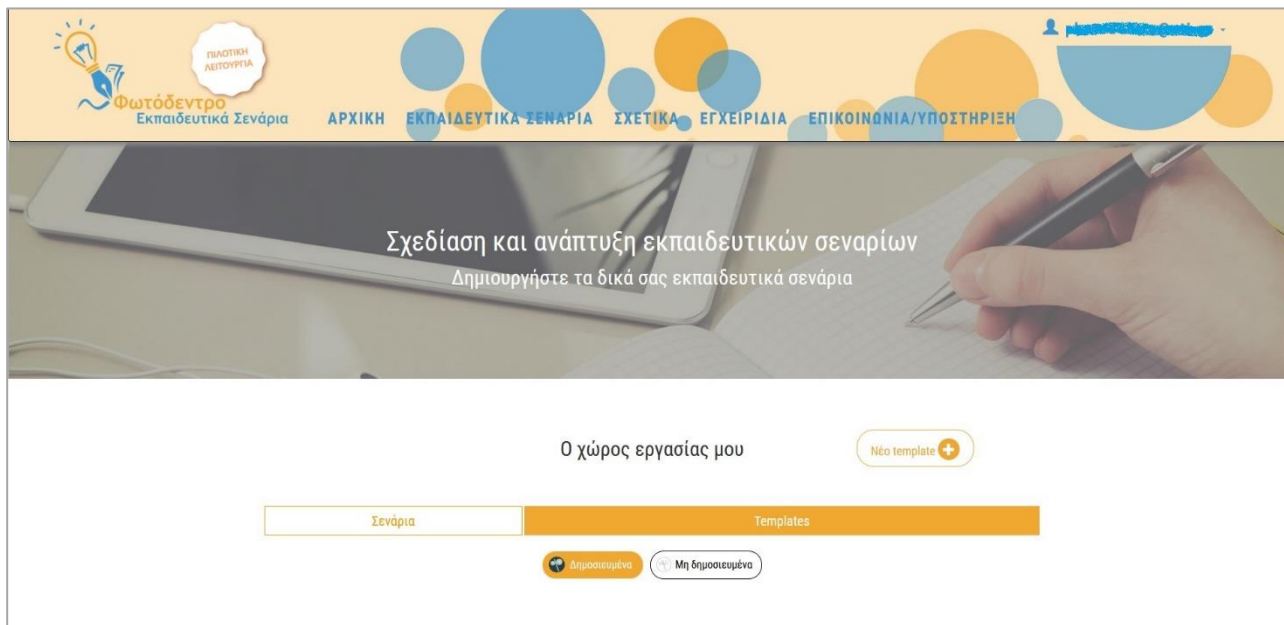 ΠΙΛΟΤΙΚΗ
ΛΕΙΤΟΥΡΓΙΑ
Φωτόδεντρο
Εκπαιδευτικά Σενάρια
ΑΡΧΙΚΗ ΕΚΠΑΙΔΕΥΤΙΚΑ ΣΕΝΑΡΙΑ ΣΧΕΤΙΚΑ ΕΓΧΕΙΡΙΔΙΑ ΕΠΙΚΟΙΝΩΝΙΑ/ΥΠΟΣΤΗΡΙΞΗ
Σχεδίαση και ανάπτυξη εκπαιδευτικών σεναρίων
Δημιουργήστε τα δικά σας εκπαιδευτικά σενάρια
Ο χώρος εργασίας μου
Νέο template
Σενάρια
Templates
Δημοσιευμένα
Μη δημοσιευμένα